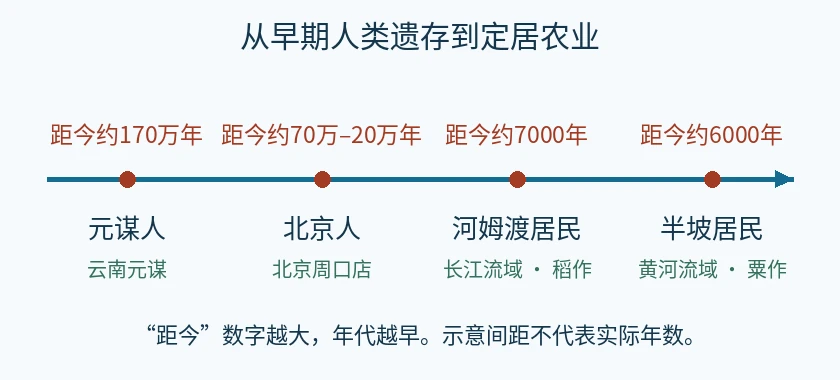 从早期人类遗存到定居农业
距今约170万年 距今约70万–20万年 距今约7000年 距今约6000年
元谋人 北京人 河姆渡居民 半坡居民
云南元谋 北京周口店 长江流域・稻作 黄河流域・粟作
“距今”数字越大，年代越早。示意间距不代表实际年数。